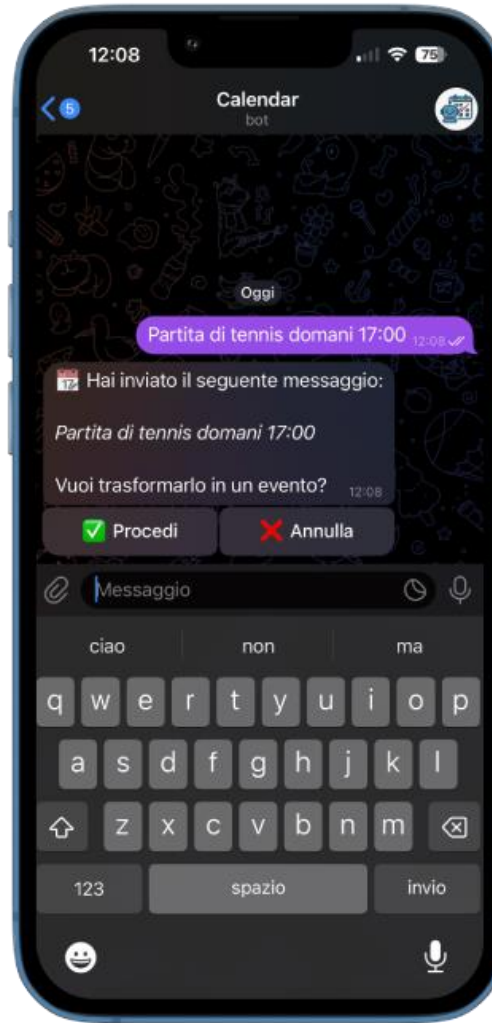 12:08
75
5
Calendar
bot
Oggi
Partita di tennis domani 17:00 12:08
Hai inviato il seguente messaggio:
Partita di tennis domani 17:00
Vuoi trasformarlo in un evento? 12:08
Procedi Annulla
Messaggio
ciao non ma
q w e r t y u i o p
a s d f g h j k l
z x c v b n m
123 spazio invio